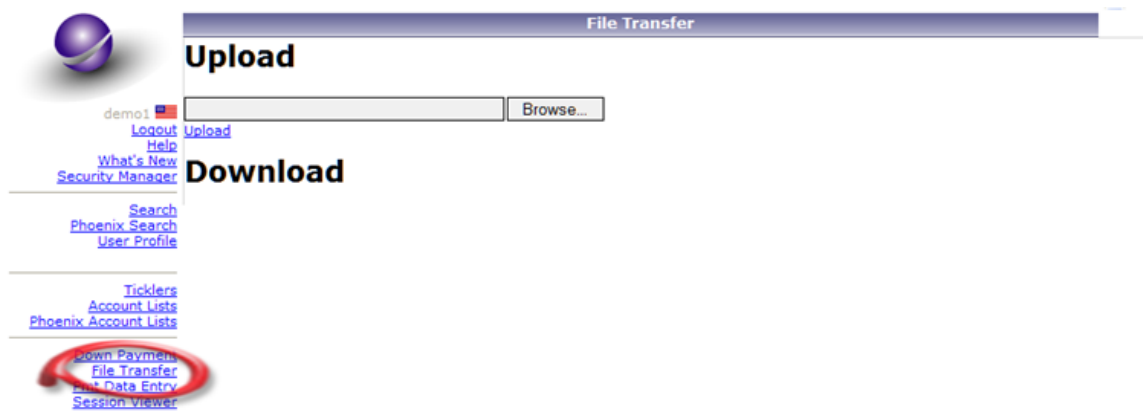 File Transfer
Upload
Browse...
Upload
Download
demo1
Logout
Help
What's New
Security Manager
Search
Phoenix Search
User Profile
Ticklers
Account Lists
Phoenix Account Lists
Down Payment
File Transfer
Pmt Data Entry
Session Viewer